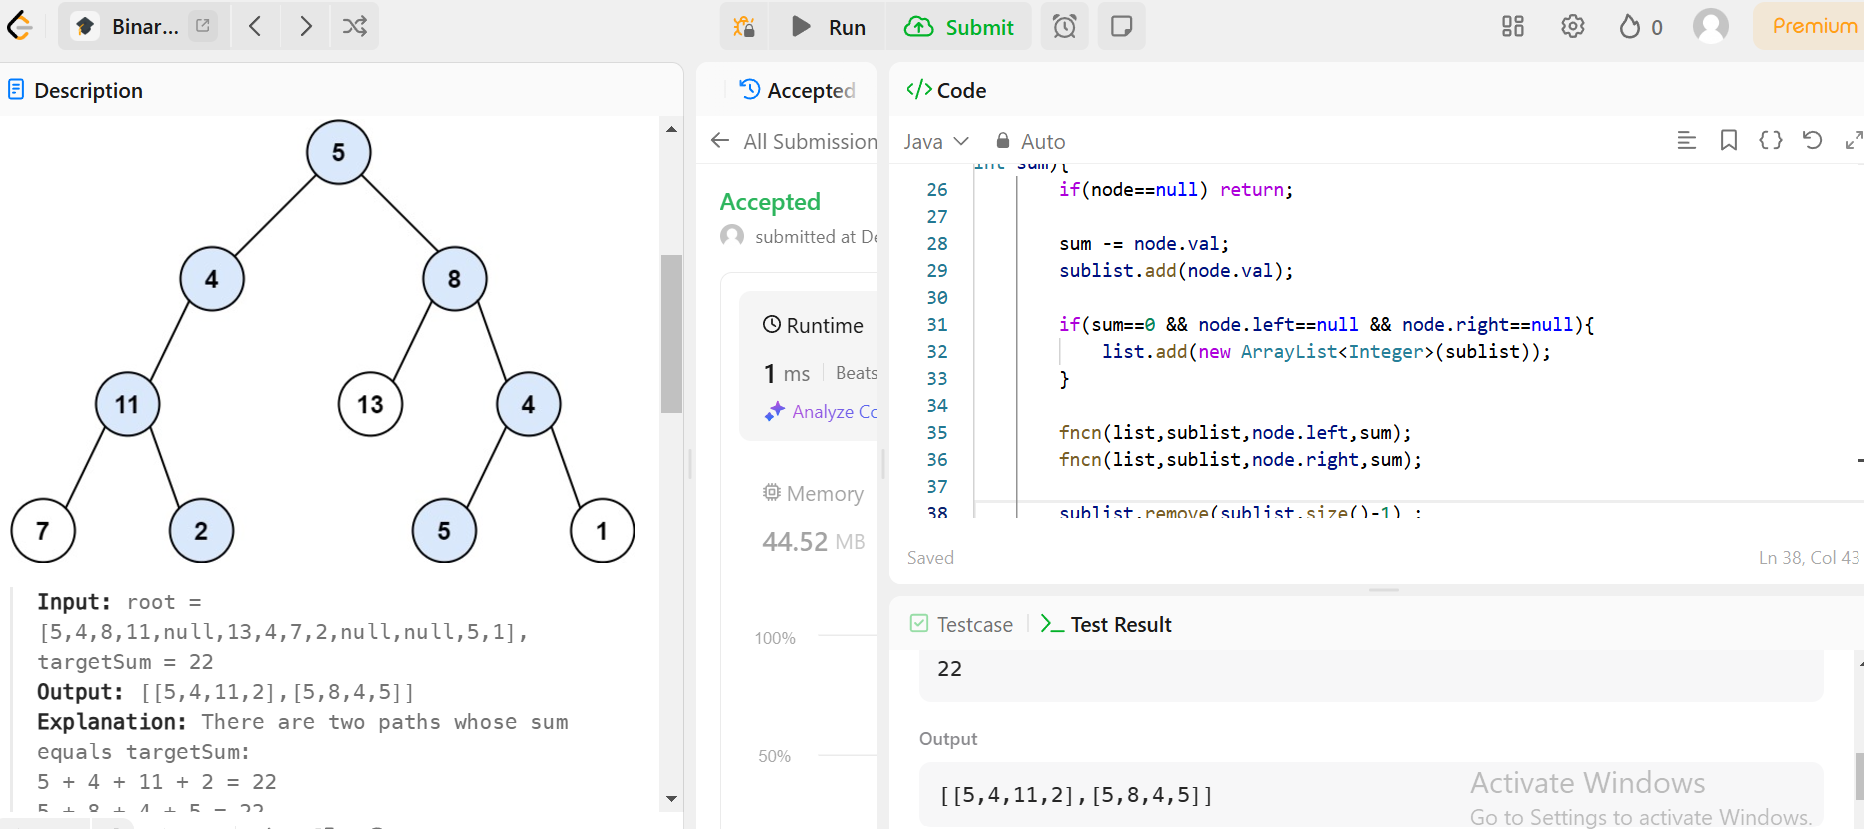 Binar...
Run
Submit
0
Premium
Description
5
4
8
11
13
4
7
2
5
1
Input: root =
[5,4,8,11,null,13,4,7,2,null,null,5,1],
targetSum = 22
Output: [[5,4,11,2],[5,8,4,5]]
Explanation: There are two paths whose sum
equals targetSum:
5 + 4 + 11 + 2 = 22
5 + 8 + 4 + 5 = 22
Accepted
All Submission
Accepted
submitted at De
Runtime
1 ms
Beats
Analyze Co
Memory
44.52 MB
100%
50%
Code
Java
Auto
int sum){
26 if(node==null) return;
27
28 sum -= node.val;
29 sublist.add(node.val);
30
31 if(sum==0 && node.left==null && node.right==null){
32 list.add(new ArrayList<Integer>(sublist));
33 }
34
35 fncn(list,sublist,node.left,sum);
36 fncn(list,sublist,node.right,sum);
37
38 sublist.remove(sublist.size()-1) ;
Saved
Ln 38, Col 43
Testcase
Test Result
22
Output
[[5,4,11,2],[5,8,4,5]]
Activate Windows
Go to Settings to activate Windows.